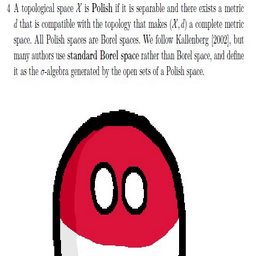 4 A topological space 𝒳 is Polish if it is separable and there exists a metric
d that is compatible with the topology that makes (𝒳, d) a complete metric
space. All Polish spaces are Borel spaces. We follow Kallenberg [2002], but
many authors use standard Borel space rather than Borel space, and define
it as the σ-algebra generated by the open sets of a Polish space.